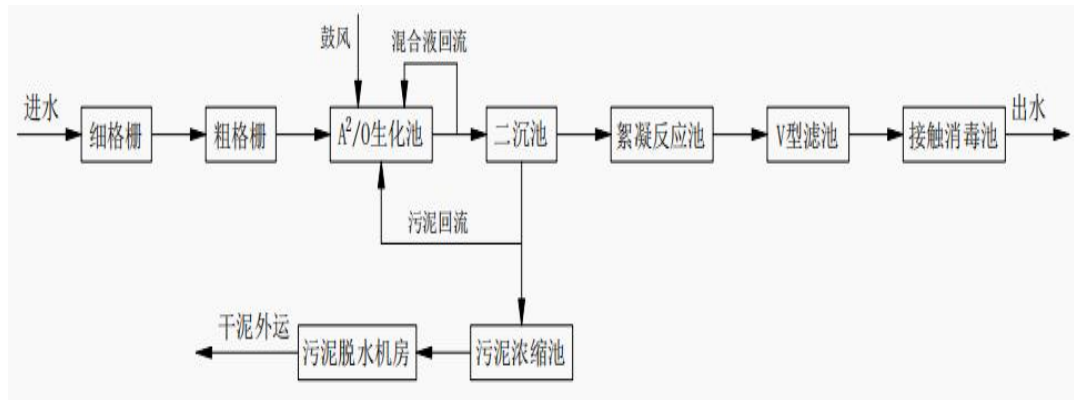 鼓风
混合液回流
进水
细格栅
粗格栅
A²/O生化池
二沉池
絮凝反应池
V型滤池
接触消毒池
出水
污泥回流
干泥外运
污泥脱水机房
污泥浓缩池